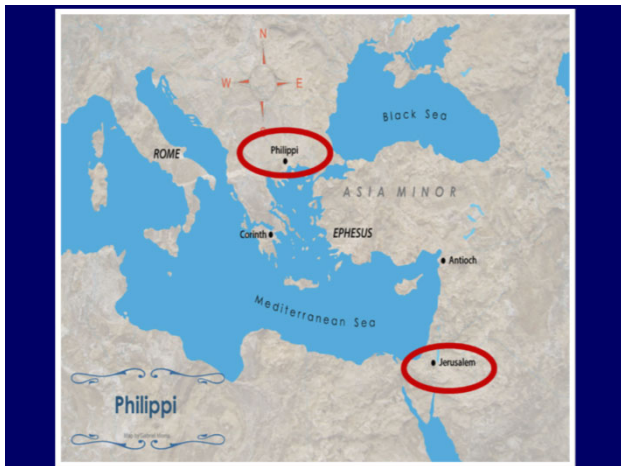 N
W
E
S
Black Sea
Philippi
ROME
ASIA MINOR
Corinth
EPHESUS
Antioch
Mediterranean Sea
Jerusalem
Philippi